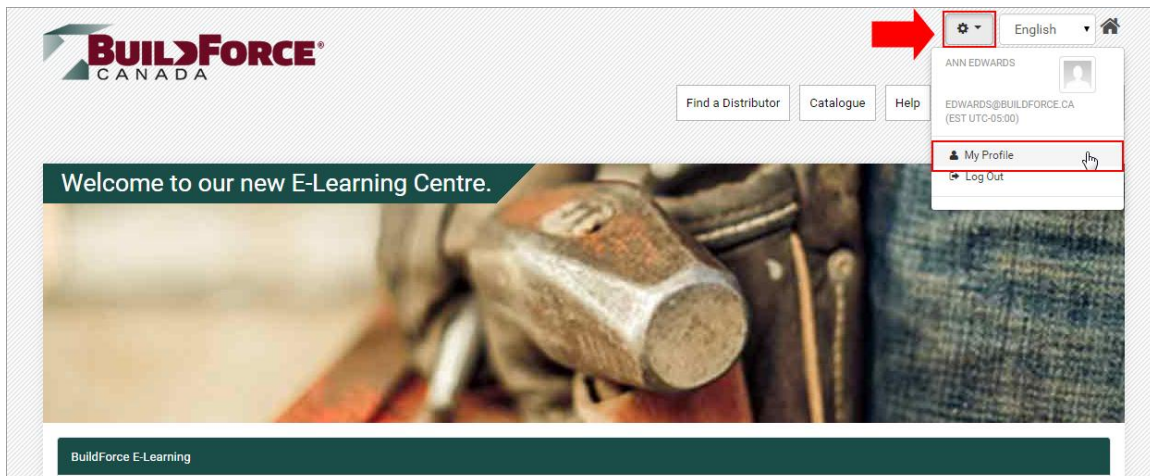 BUILDFORCE®
CANADA
English
ANN EDWARDS
EDWARDS@BUILDFORCE.CA
(EST UTC-05:00)
Find a Distributor
Catalogue
Help
My Profile
Log Out
Welcome to our new E-Learning Centre.
BuildForce E-Learning